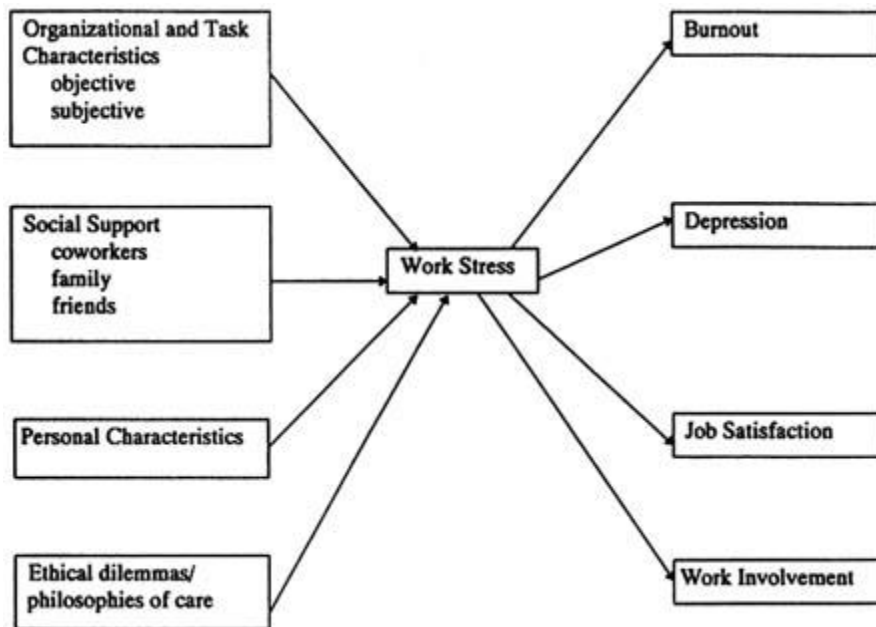 Organizational and Task
Characteristics
objective
subjective
Social Support
coworkers
family
friends
Personal Characteristics
Ethical dilemmas/
philosophies of care
Work Stress
Burnout
Depression
Job Satisfaction
Work Involvement